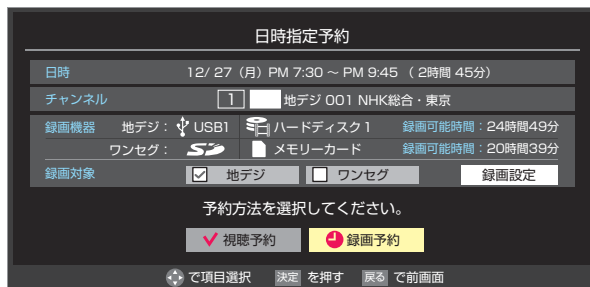 日時指定予約
日時 12/ 27（月）PM 7:30 ～ PM 9:45 （ 2時間 45分）
チャンネル 1 地デジ 001 NHK総合・東京
録画機器 地デジ： USB1 ハードディスク 1 録画可能時間：24時間49分
ワンセグ： SD メモリーカード 録画可能時間：20時間39分
録画対象 地デジ ワンセグ 録画設定
予約方法を選択してください。
視聴予約 録画予約
で項目選択 決定 を押す 戻る で前画面